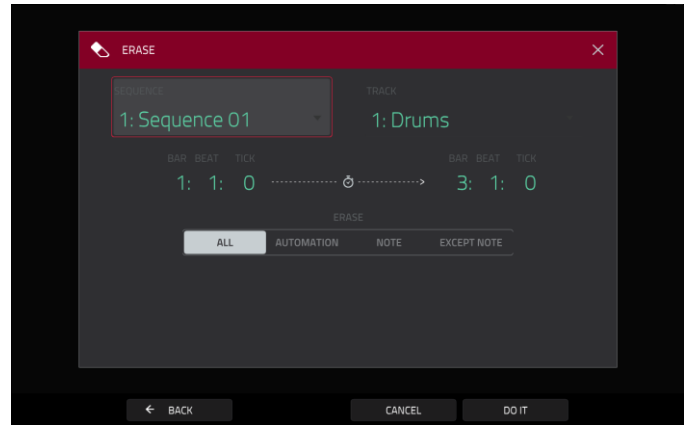 ERASE
SEQUENCE TRACK
1: Sequence 01 1: Drums
BAR BEAT TICK BAR BEAT TICK
1: 1: 0 3: 1: 0
ERASE
ALL AUTOMATION NOTE EXCEPT NOTE
BACK CANCEL DO IT